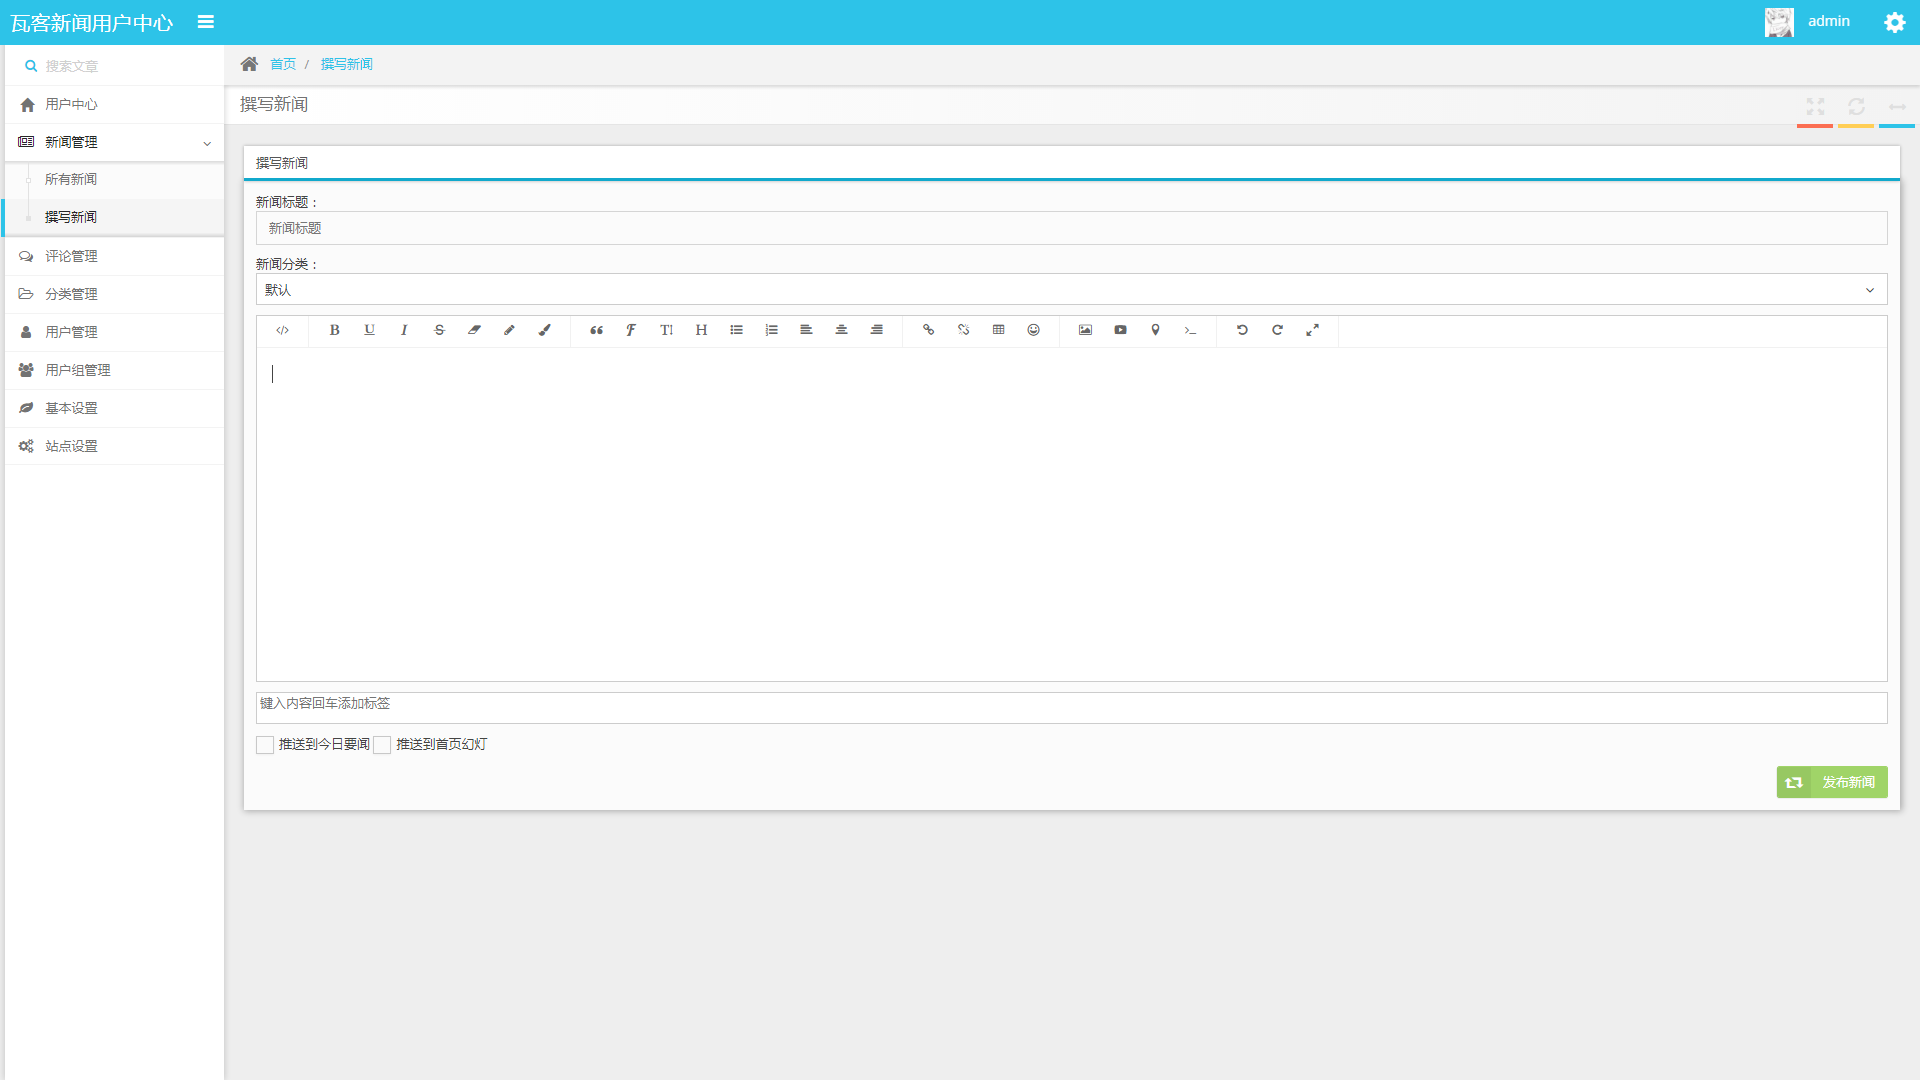 瓦客新闻用户中心
admin
搜索文章
首页 / 撰写新闻
用户中心
撰写新闻
新闻管理
所有新闻
撰写新闻
评论管理
分类管理
用户管理
用户组管理
基本设置
站点设置
撰写新闻
新闻标题：
新闻标题
新闻分类：
默认
键入内容回车添加标签
推送到今日要闻 推送到首页幻灯
发布新闻